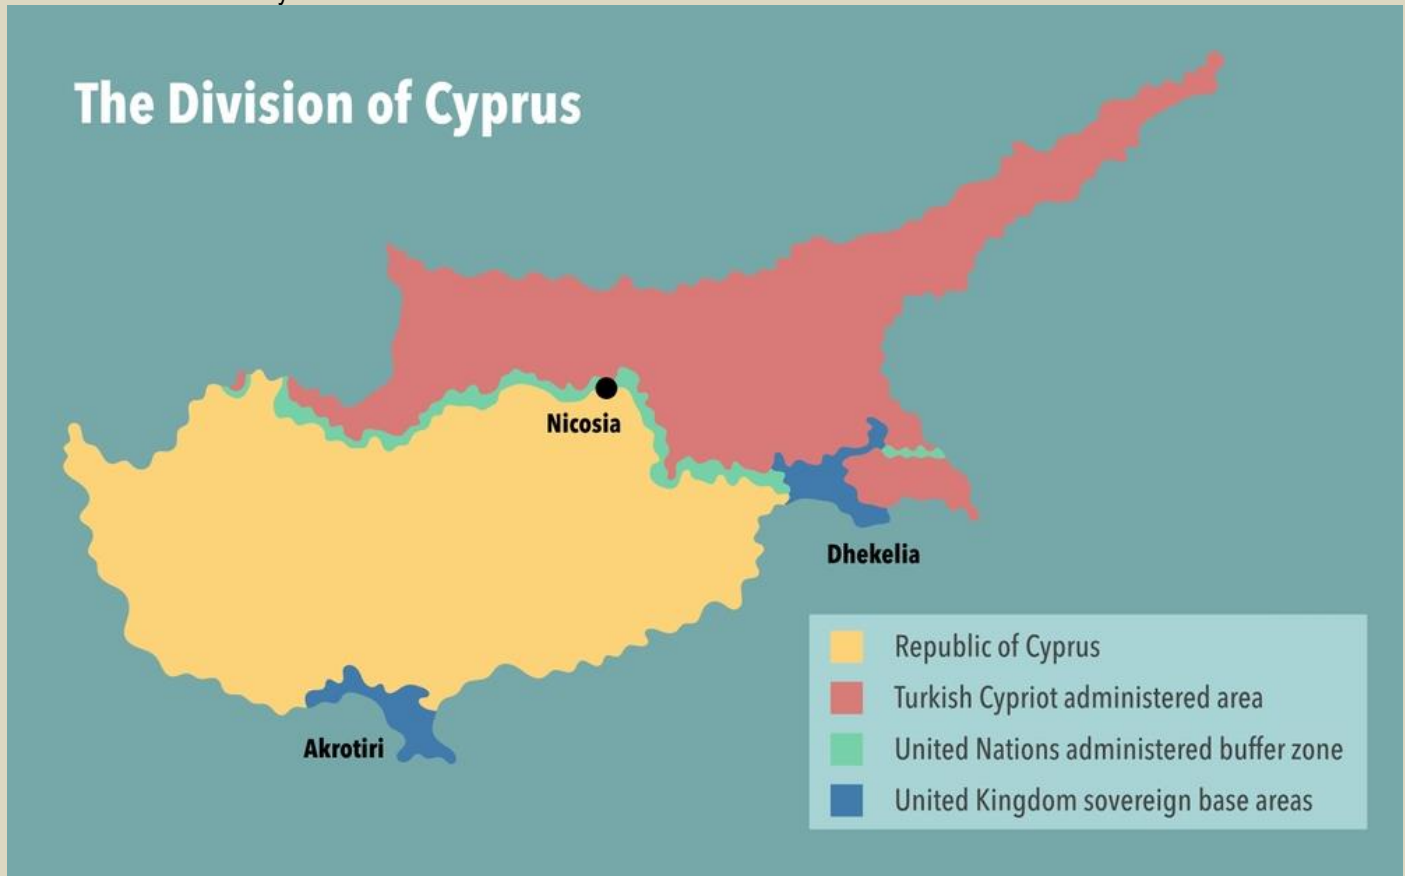 The Division of Cyprus
Nicosia
Dhekelia
Akrotiri
Republic of Cyprus
Turkish Cypriot administered area
United Nations administered buffer zone
United Kingdom sovereign base areas